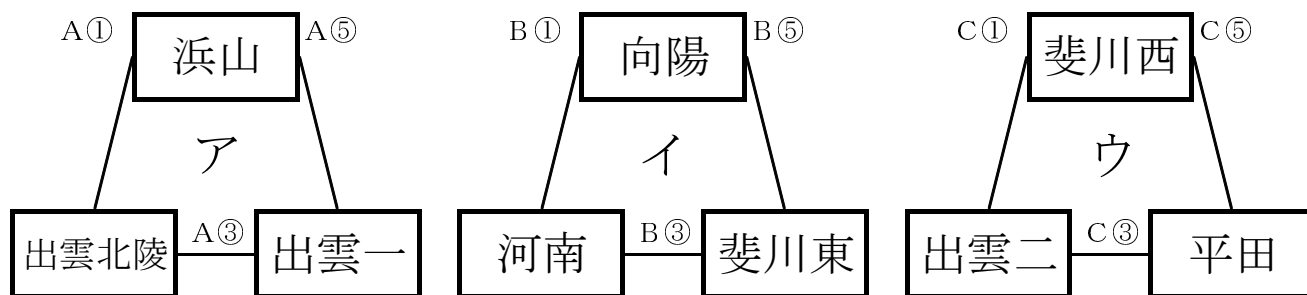 A① 浜山 A⑤ B① 向陽 B⑤ C① 斐川西 C⑤
ア イ ウ
出雲北陵 A③ 出雲一 河南 B③ 斐川東 出雲二 C③ 平田